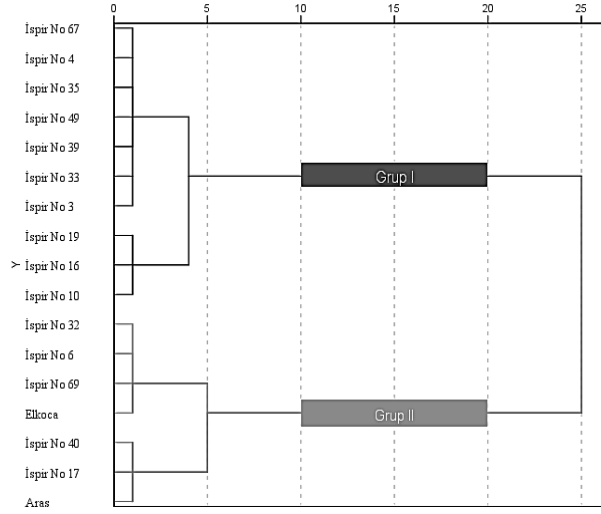 0 5 10 15 20 25
İspir No 67
İspir No 4
İspir No 35
İspir No 49
İspir No 39
İspir No 33
Grup I
İspir No 3
İspir No 19
Y
İspir No 16
İspir No 10
İspir No 32
İspir No 6
İspir No 69
Elkoca
Grup II
İspir No 40
İspir No 17
Aras